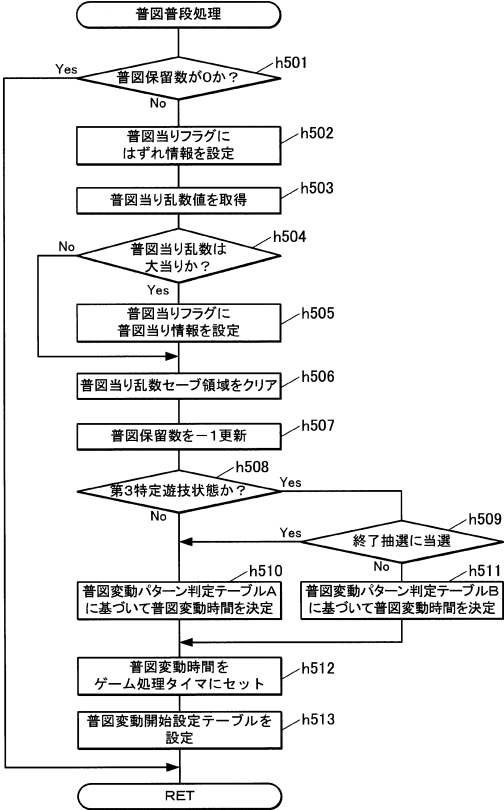 普図普段処理
h501
普図保留数が0か？
Yes
No
普図当りフラグに
はずれ情報を設定
h502
普図当り乱数値を取得
h503
普図当り乱数は
大当りか？
h504
No
Yes
普図当りフラグに
普図当り情報を設定
h505
普図当り乱数セーブ領域をクリア
h506
普図保留数を－1更新
h507
第3特定遊技状態か？
h508
Yes
No
終了抽選に当選
h509
Yes
No
普図変動パターン判定テーブルA
に基づいて普図変動時間を決定
h510
普図変動パターン判定テーブルB
に基づいて普図変動時間を決定
h511
普図変動時間を
ゲーム処理タイマにセット
h512
普図変動開始設定テーブルを
設定
h513
RET